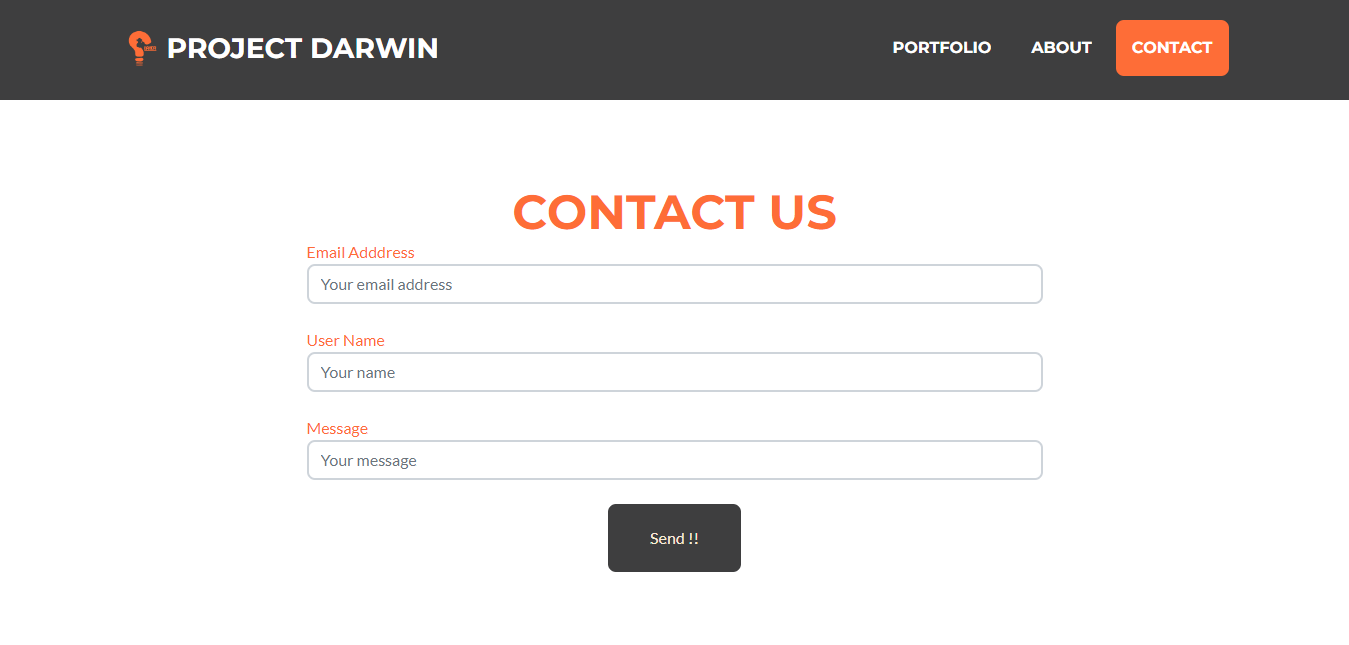 PROJECT DARWIN
PORTFOLIO ABOUT CONTACT
CONTACT US
Email Adddress
Your email address
User Name
Your name
Message
Your message
Send !!